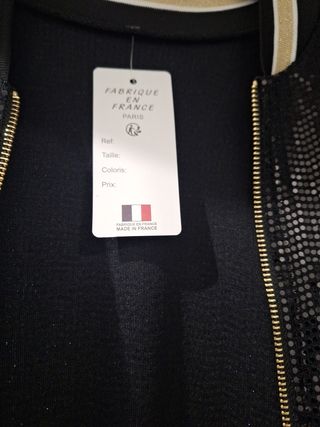 FABRIQUE
EN
FRANCE
PARIS
Ref:
Taille:
Coloris:
Prix:
FABRIQUE EN FRANCE
MADE IN FRANCE